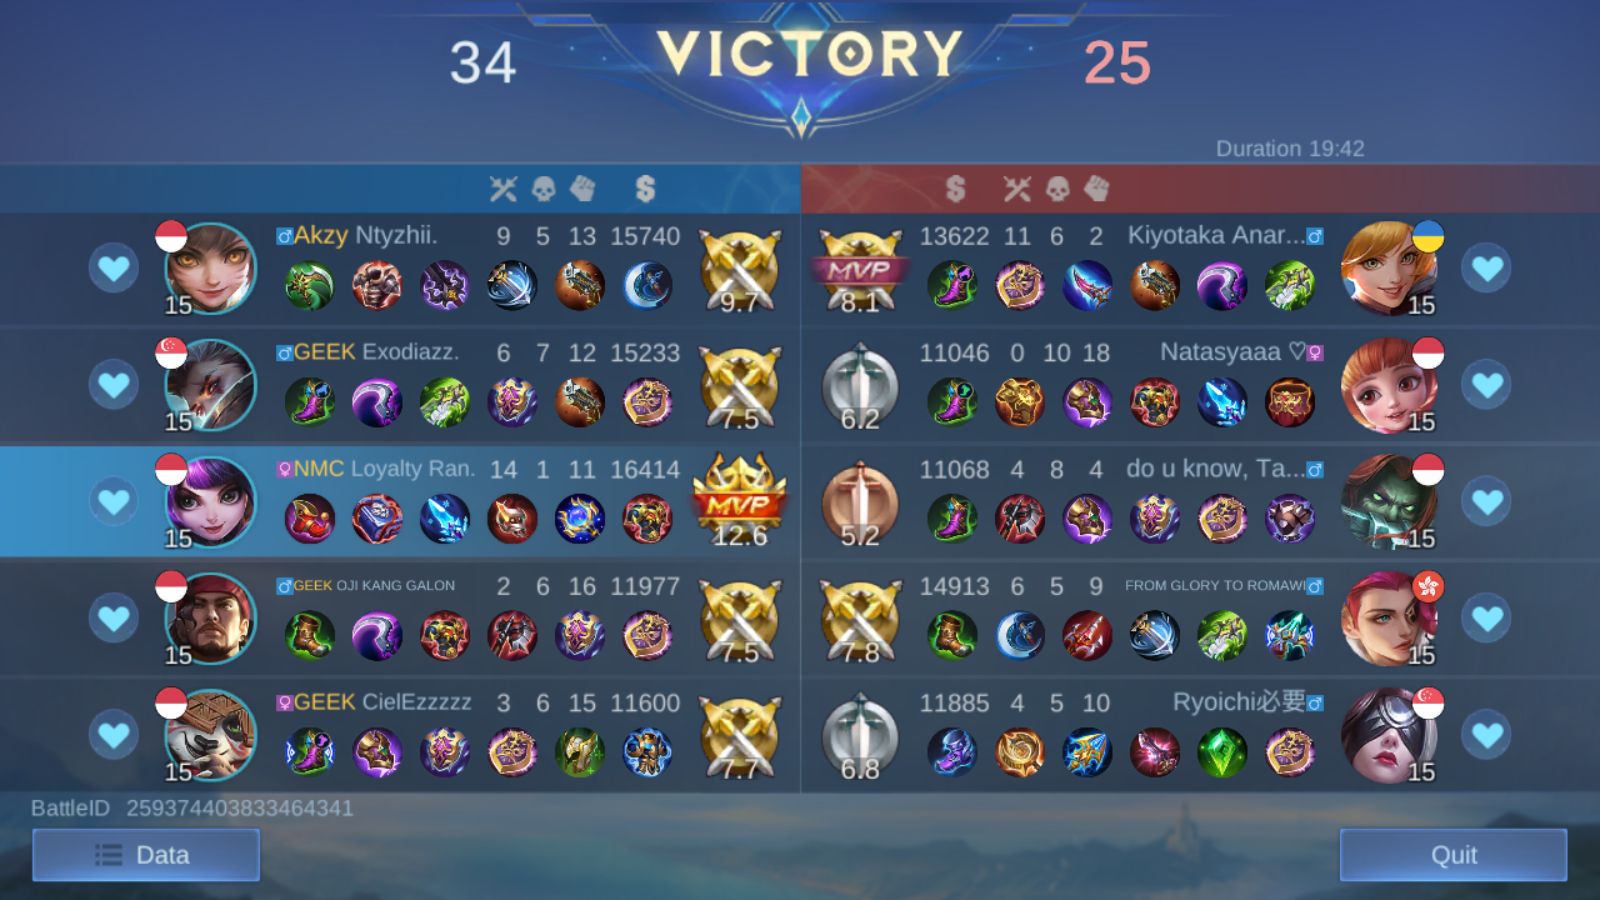 34 VICTORY 25
Duration 19:42
Akzy Ntyzhii. 9 5 13 15740
15 9.7
13622 11 6 2 Kiyotaka Anar...
MVP 8.1 15
GEEK Exodiazz. 6 7 12 15233
15 7.5
11046 0 10 18 Natasyaaa ♡
6.2 15
NMC Loyalty Ran. 14 1 11 16414
15 MVP 12.6
11068 4 8 4 do u know, Ta...
5.2 15
GEEK OJI KANG GALON 2 6 16 11977
15 7.5
14913 6 5 9 FROM GLORY TO ROMAWI
7.8 15
GEEK CielEzzzzz 3 6 15 11600
15 7.7
11885 4 5 10 Ryoichi必要
6.8 15
BattleID 259374403833464341
Data
Quit